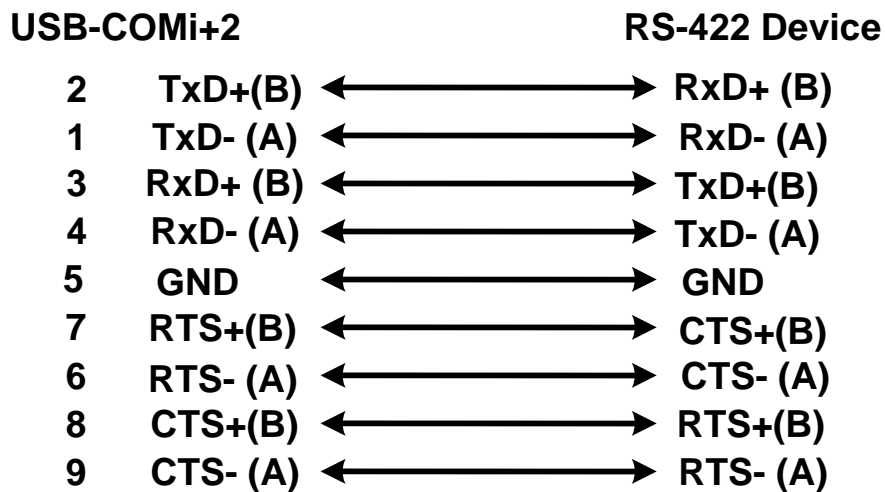 USB-COMi+2 RS-422 Device
2 TxD+(B) RxD+ (B)
1 TxD- (A) RxD- (A)
3 RxD+ (B) TxD+(B)
4 RxD- (A) TxD- (A)
5 GND GND
7 RTS+(B) CTS+(B)
6 RTS- (A) CTS- (A)
8 CTS+(B) RTS+(B)
9 CTS- (A) RTS- (A)